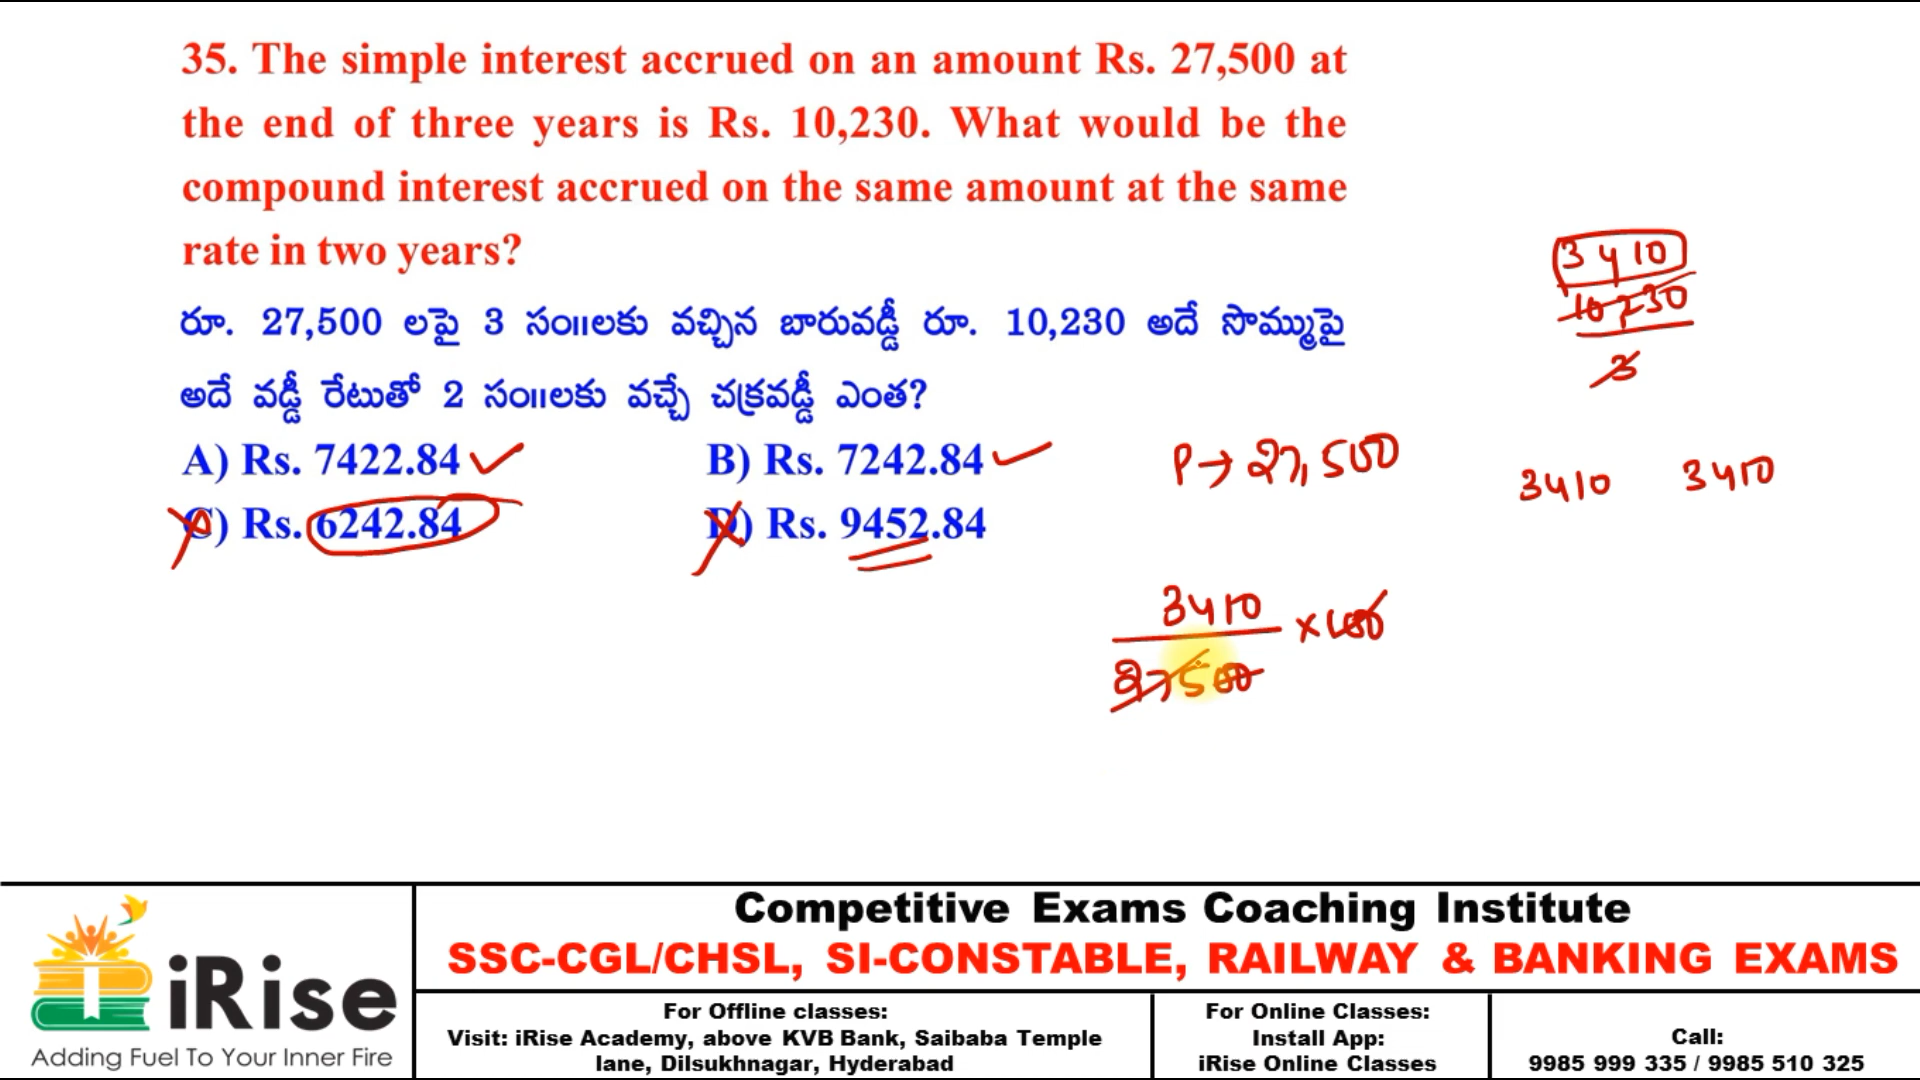 35. The simple interest accrued on an amount Rs. 27,500 at
the end of three years is Rs. 10,230. What would be the
compound interest accrued on the same amount at the same
rate in two years?
రూ. 27,500 లపై 3 సం॥లకు వచ్చిన బారువడ్డీ రూ. 10,230 అదే సొమ్ముపై
అదే వడ్డీ రేటుతో 2 సం॥లకు వచ్చే చక్రవడ్డీ ఎంత?
A) Rs. 7422.84 B) Rs. 7242.84
C) Rs. 6242.84 D) Rs. 9452.84
3410
10230
3
P → 27,500
3410 3410
3410
27500
×100
iRise
Adding Fuel To Your Inner Fire
Competitive Exams Coaching Institute
SSC-CGL/CHSL, SI-CONSTABLE, RAILWAY & BANKING EXAMS
For Offline classes:
Visit: iRise Academy, above KVB Bank, Saibaba Temple
lane, Dilsukhnagar, Hyderabad
For Online Classes:
Install App:
iRise Online Classes
Call:
9985 999 335 / 9985 510 325